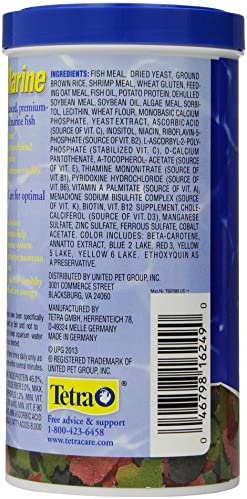 Marine
INGREDIENTS: FISH MEAL, DRIED YEAST, GROUND
BROWN RICE, SHRIMP MEAL, WHEAT GLUTEN, FEED-
ING OAT MEAL, FISH OIL, POTATO PROTEIN, DEHULLED
SOYBEAN MEAL, SOYBEAN OIL, ALGAE MEAL, SORBI-
TOL, LECITHIN, WHEAT FLOUR, MONOBASIC CALCIUM
PHOSPHATE, YEAST EXTRACT, ASCORBIC ACID
(SOURCE OF VIT. C), INOSITOL, NIACIN, RIBOFLAVIN-5-
PHOSPHATE (SOURCE OF VIT. B2), L-ASCORBYL-2-POLY-
PHOSPHATE (STABILIZED VIT. C), D-CALCIUM
PANTOTHENATE, A-TOCOPHEROL-ACETATE (SOURCE
OF VIT. E), THIAMINE MONONITRATE (SOURCE OF VIT.
B1), PYRIDOXINE HYDROCHLORIDE (SOURCE OF VIT.
B6), VITAMIN A PALMITATE (SOURCE OF VIT. A),
MENADIONE SODIUM BISULFITE COMPLEX (SOURCE
OF VIT. K), BIOTIN, VIT. B12 SUPPLEMENT, CHOLE-
CALCIFEROL (SOURCE OF VIT. D3), MANGANESE
SULFATE, ZINC SULFATE, FERROUS SULFATE, COBALT
ACETATE. COLOR INCLUDES: BETA-CAROTENE,
ANNATTO EXTRACT, BLUE 2 LAKE, RED 3, YELLOW
5 LAKE, YELLOW 6 LAKE. ETHOXYQUIN AS A
PRESERVATIVE.
DISTRIBUTED BY UNITED PET GROUP, INC.
3001 COMMERCE STREET
BLACKSBURG, VA 24060
MANUFACTURED BY:
TETRA GMBH, HERRENTEICH 78,
D-49324 MELLE GERMANY
MADE IN GERMANY
© UPG 2013
® REGISTERED TRADEMARK OF
UNITED PET GROUP, INC.
Tetra®
Free advice & support
1-800-423-6458
www.tetracare.com
0 46798 16249 0